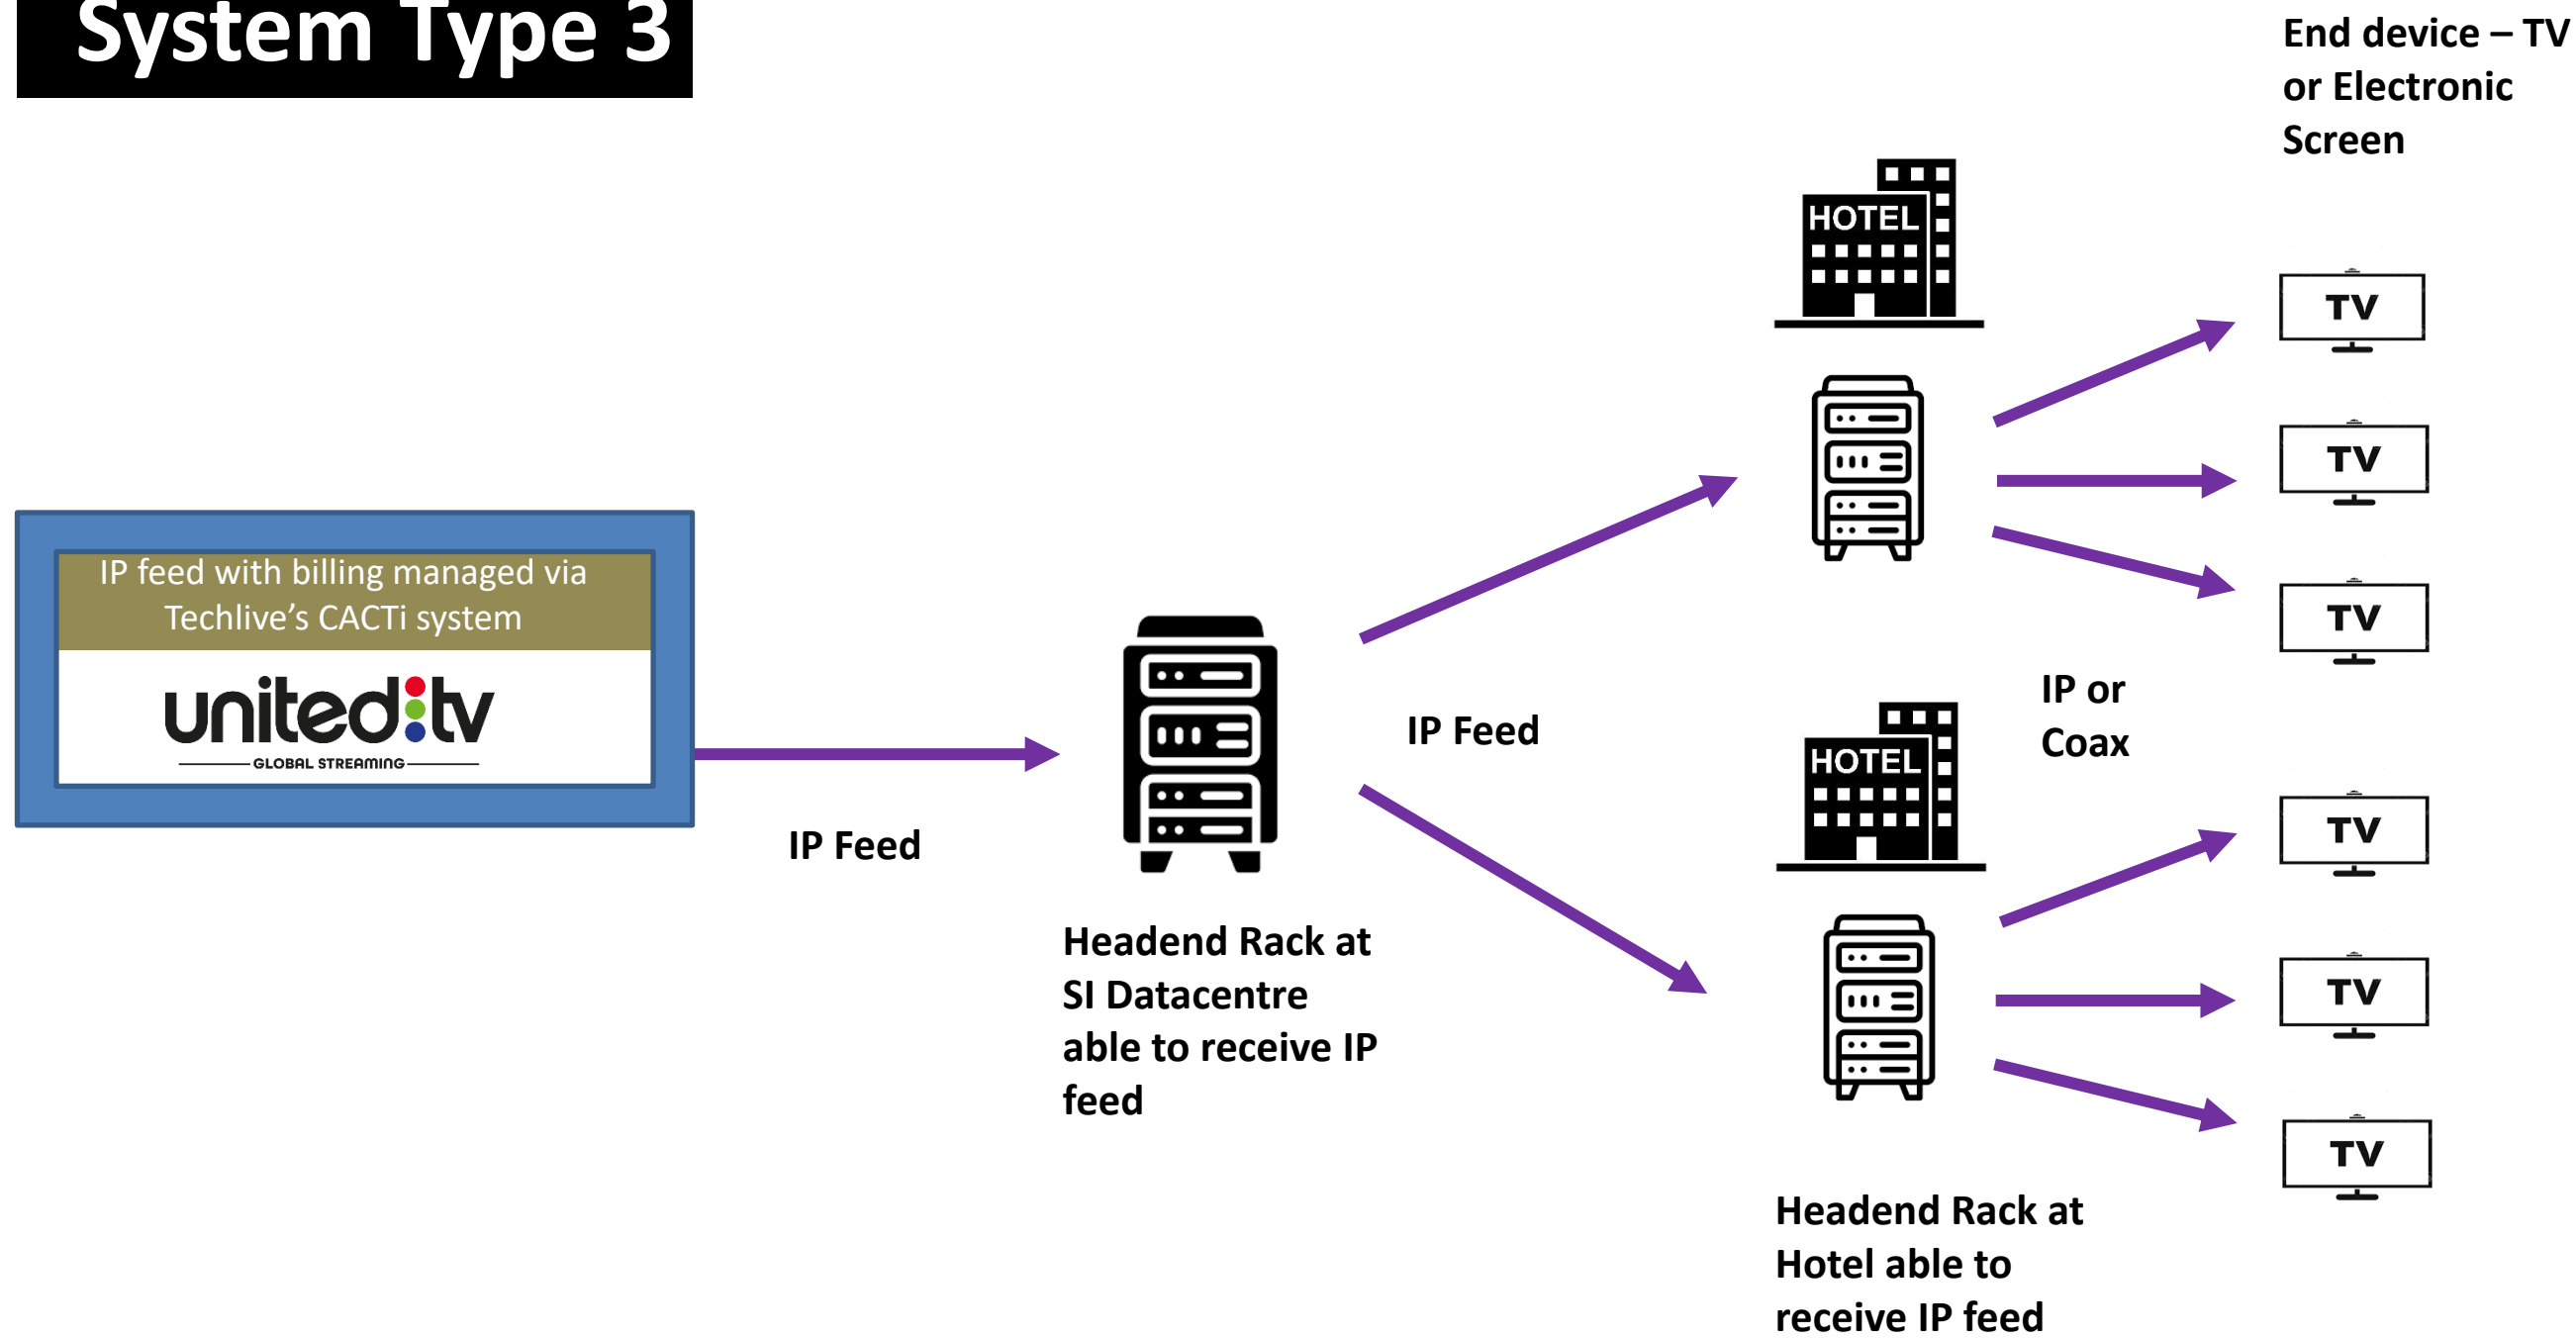 System Type 3
End device – TV
or Electronic
Screen
HOTEL
TV
TV
TV
IP feed with billing managed via
Techlive's CACTi system
united:tv
GLOBAL STREAMING
IP Feed
IP Feed
IP or
Coax
HOTEL
TV
TV
TV
Headend Rack at
SI Datacentre
able to receive IP
feed
Headend Rack at
Hotel able to
receive IP feed